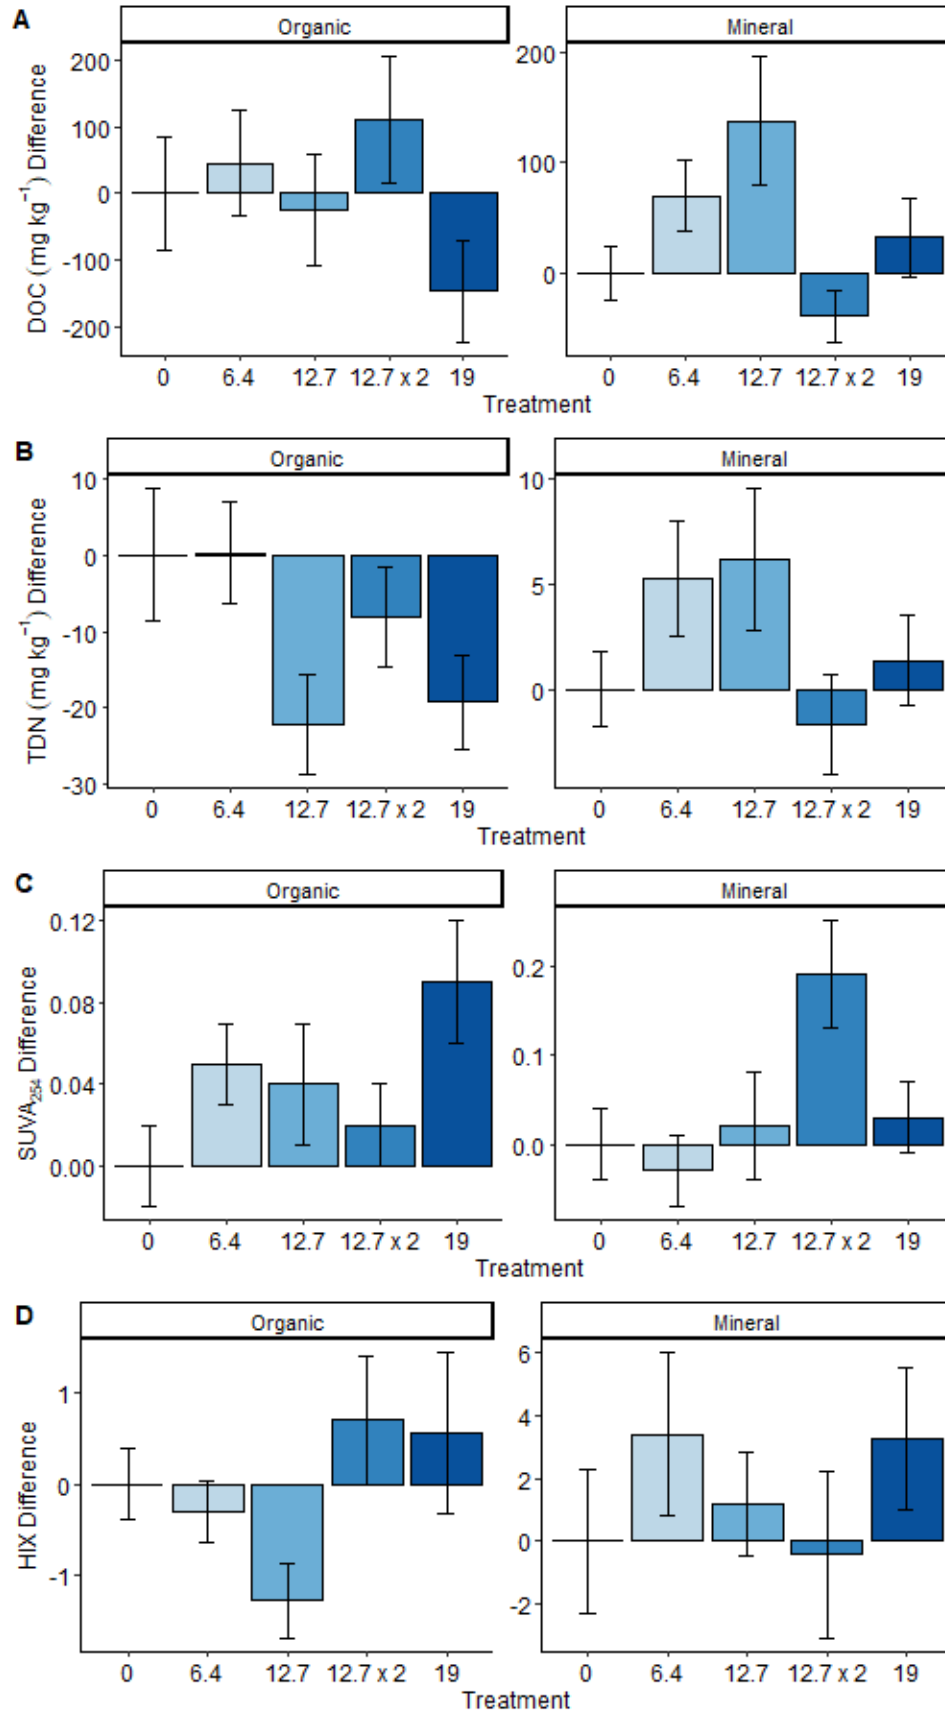 A
Organic
Mineral
DOC (mg kg⁻¹) Difference
200
100
0
-100
-200
200
100
0
0 6.4 12.7 12.7 x 2 19
0 6.4 12.7 12.7 x 2 19
Treatment
B
Organic
Mineral
TDN (mg kg⁻¹) Difference
10
0
-10
-20
-30
10
5
0
0 6.4 12.7 12.7 x 2 19
0 6.4 12.7 12.7 x 2 19
Treatment
C
Organic
Mineral
SUVA₂₅₄ Difference
0.12
0.08
0.04
0.00
0.2
0.1
0.0
0 6.4 12.7 12.7 x 2 19
0 6.4 12.7 12.7 x 2 19
Treatment
D
Organic
Mineral
HIX Difference
1
0
-1
6
4
2
0
-2
0 6.4 12.7 12.7 x 2 19
0 6.4 12.7 12.7 x 2 19
Treatment